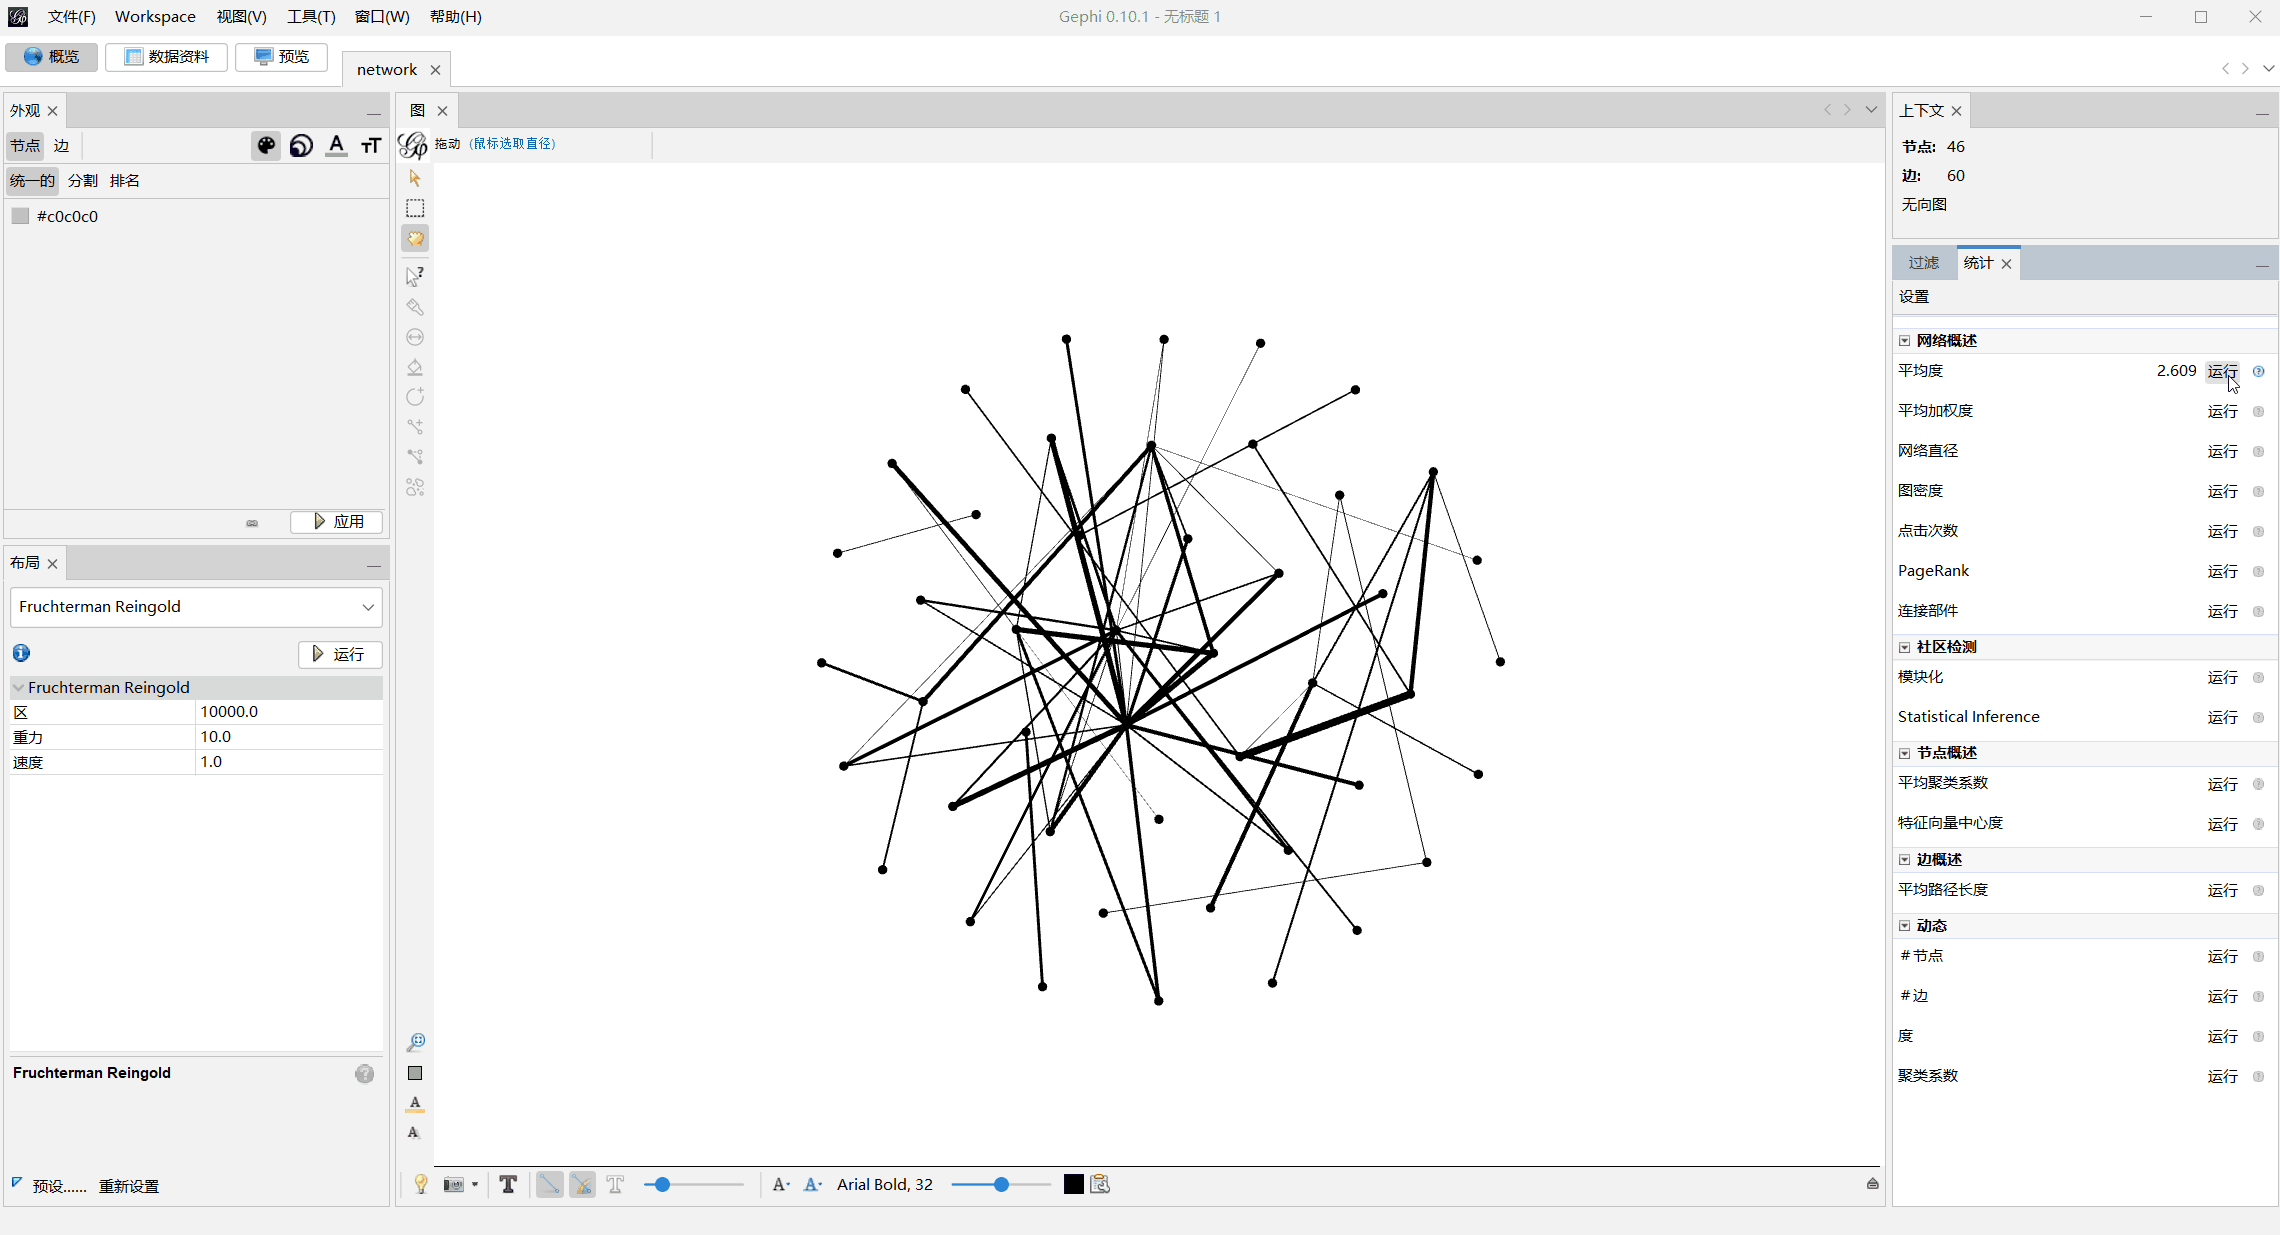 文件(F) Workspace 视图(V) 工具(T) 窗口(W) 帮助(H)
Gephi 0.10.1 - 无标题 1
概览 数据资料 预览
network
外观
节点 边
A TT
统一的 分割 排名
#c0c0c0
应用
布局
Fruchterman Reingold
运行
Fruchterman Reingold
区 10000.0
重力 10.0
速度 1.0
Fruchterman Reingold
预设...... 重新设置
图
拖动 (鼠标选取直径)
Arial Bold, 32
上下文
节点: 46
边: 60
无向图
过滤 统计
设置
网络概述
平均度 2.609 运行
平均加权度 运行
网络直径 运行
图密度 运行
点击次数 运行
PageRank 运行
连接部件 运行
社区检测
模块化 运行
Statistical Inference 运行
节点概述
平均聚类系数 运行
特征向量中心度 运行
边概述
平均路径长度 运行
动态
#节点 运行
#边 运行
度 运行
聚类系数 运行